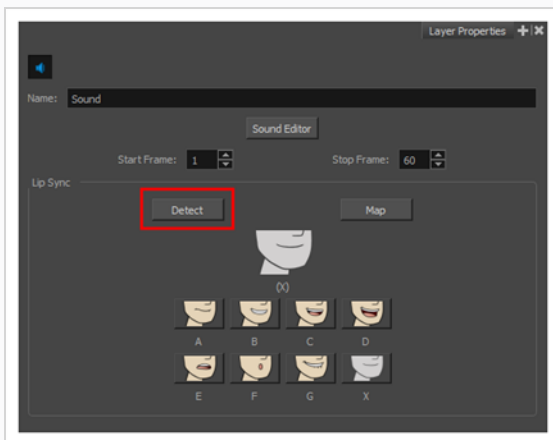 Layer Properties
Name: Sound
Sound Editor
Start Frame: 1 Stop Frame: 60
Lip Sync
Detect Map
(X)
A B C D
E F G X